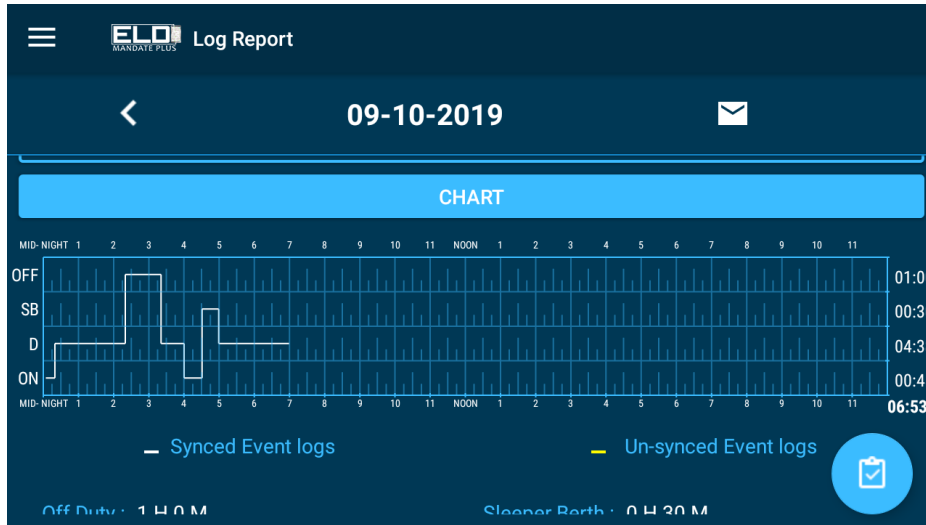 ELD
MANDATE PLUS
Log Report
09-10-2019
CHART
MID-NIGHT 1 2 3 4 5 6 7 8 9 10 11 NOON 1 2 3 4 5 6 7 8 9 10 11
OFF 01:0
SB 00:3
D 04:3
ON 00:4
MID-NIGHT 1 2 3 4 5 6 7 8 9 10 11 NOON 1 2 3 4 5 6 7 8 9 10 11 06:53
Synced Event logs Un-synced Event logs
Off Duty : 1 H 0 M Sleeper Berth : 0 H 30 M